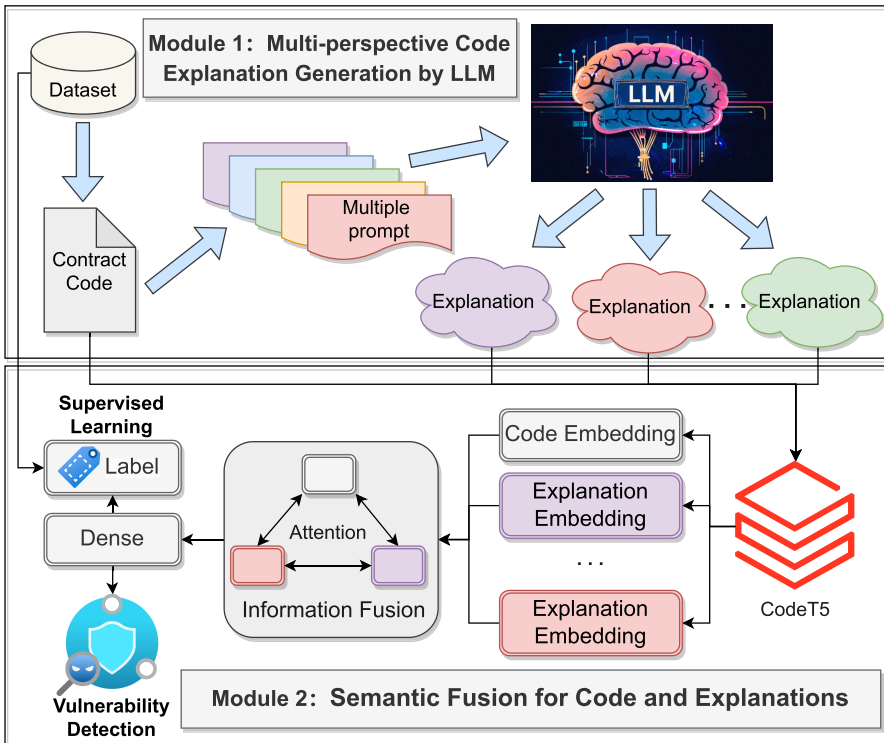 Module 1: Multi-perspective Code
Explanation Generation by LLM
Dataset
LLM
Multiple
prompt
Contract
Code
Explanation
Explanation
...
Explanation
Supervised
Learning
Label
Dense
Vulnerability
Detection
Attention
Information Fusion
Code Embedding
Explanation
Embedding
...
Explanation
Embedding
CodeT5
Module 2: Semantic Fusion for Code and Explanations